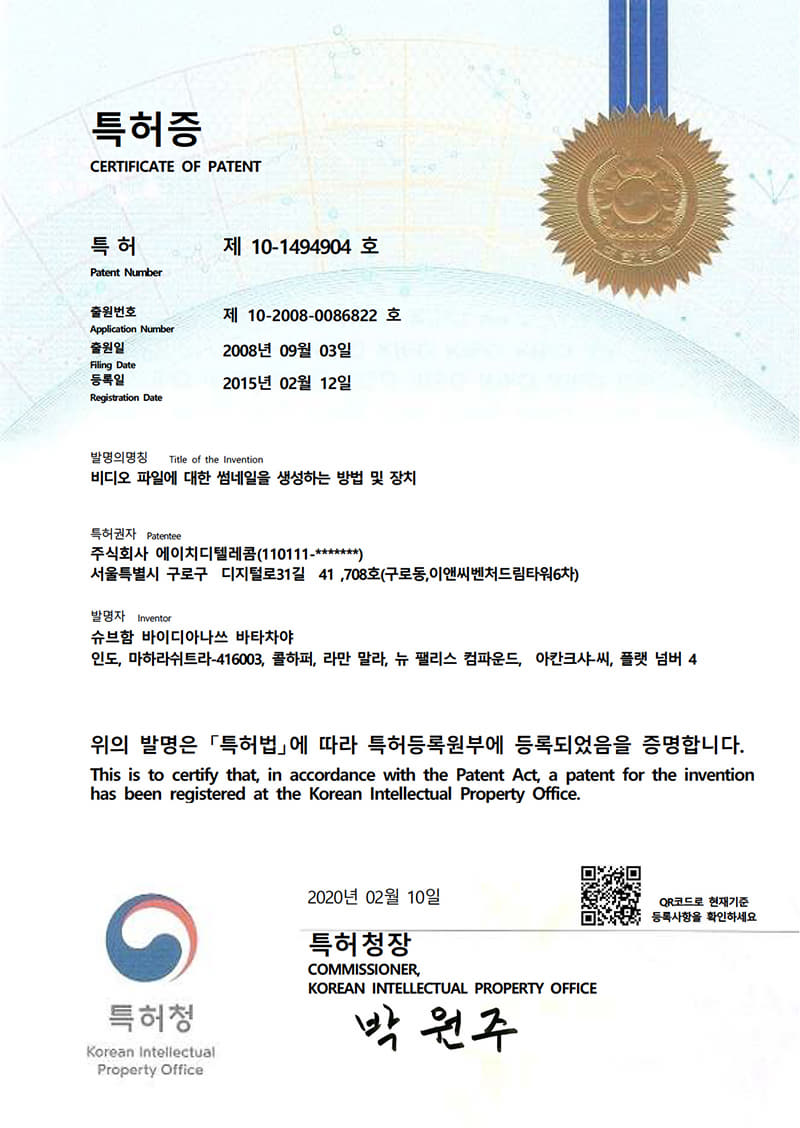 특허증
CERTIFICATE OF PATENT
특 허 제 10-1494904 호
Patent Number
출원번호 제 10-2008-0086822 호
Application Number
출원일 2008년 09월 03일
Filing Date
등록일 2015년 02월 12일
Registration Date
발명의명칭 Title of the Invention
비디오 파일에 대한 썸네일을 생성하는 방법 및 장치
특허권자 Patentee
주식회사 에이치디텔레콤(110111-*******)
서울특별시 구로구 디지털로31길 41 ,708호(구로동,이앤씨벤처드림타워6차)
발명자 Inventor
슈브함 바이디아나쓰 바타차야
인도, 마하라쉬트라-416003, 콜하퍼, 라만 말라, 뉴 팰리스 컴파운드, 아칸크샤-씨, 플랫 넘버 4
위의 발명은 「특허법」에 따라 특허등록원부에 등록되었음을 증명합니다.
This is to certify that, in accordance with the Patent Act, a patent for the invention
has been registered at the Korean Intellectual Property Office.
2020년 02월 10일
QR코드로 현재기준
등록사항을 확인하세요
특허청장
COMMISSIONER,
KOREAN INTELLECTUAL PROPERTY OFFICE
박 원 주
특허청
Korean Intellectual
Property Office
대한민국